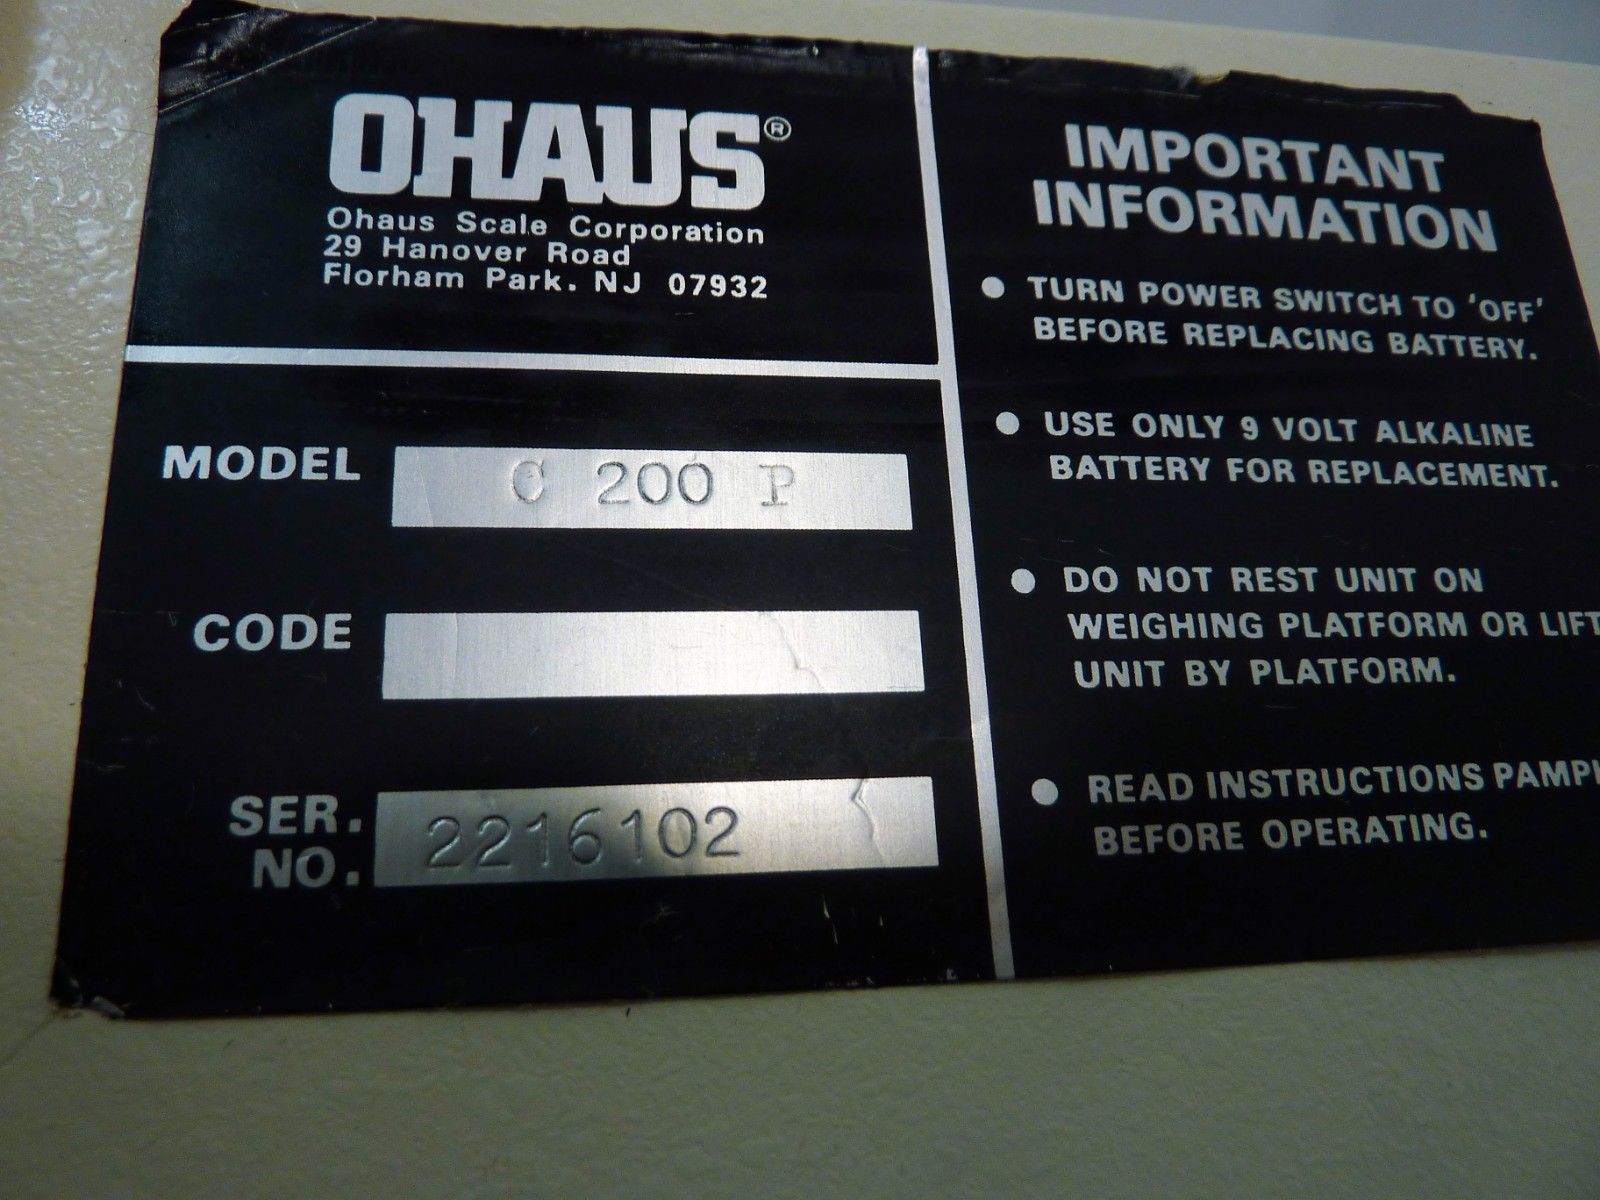 OHAUS®
Ohaus Scale Corporation
29 Hanover Road
Florham Park. NJ 07932
MODEL C 200 P
CODE
SER. NO. 2216102
IMPORTANT
INFORMATION
● TURN POWER SWITCH TO 'OFF'
BEFORE REPLACING BATTERY.
● USE ONLY 9 VOLT ALKALINE
BATTERY FOR REPLACEMENT.
● DO NOT REST UNIT ON
WEIGHING PLATFORM OR LIFT
UNIT BY PLATFORM.
● READ INSTRUCTIONS
BEFORE OPERATING.